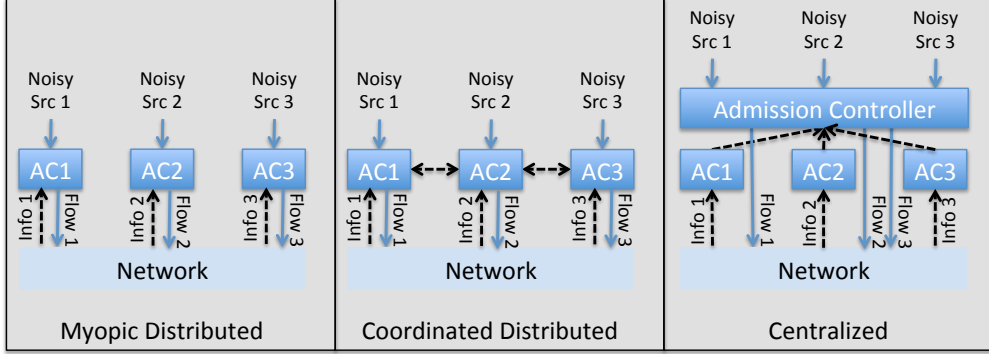 Noisy
Src 1
Noisy
Src 2
Noisy
Src 3
AC1
AC2
AC3
Info 1
Flow 1
Info 2
Flow 2
Info 3
Flow 3
Network
Myopic Distributed
Noisy
Src 1
Noisy
Src 2
Noisy
Src 3
AC1
AC2
AC3
Info 1
Flow 1
Info 2
Flow 2
Info 3
Flow 3
Network
Coordinated Distributed
Noisy
Src 1
Noisy
Src 2
Noisy
Src 3
Admission Controller
AC1
AC2
AC3
Info 1
Flow 1
Info 2
Flow 2
Flow 3
Info 3
Network
Centralized